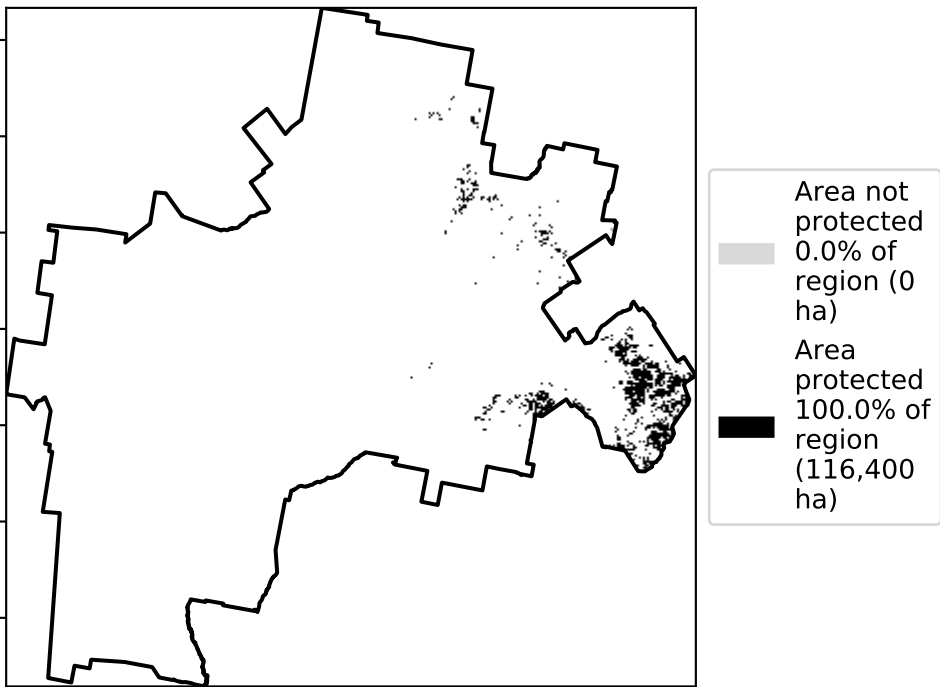 Area not
protected
0.0% of
region (0
ha)
Area
protected
100.0% of
region
(116,400
ha)